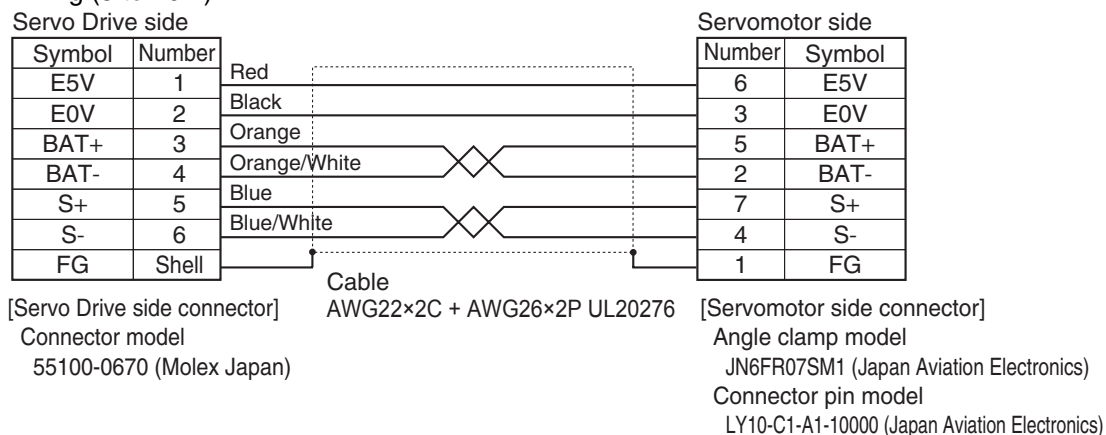 Servo Drive side
Servomotor side
Symbol Number
Number Symbol
E5V 1 Red 6 E5V
E0V 2 Black 3 E0V
BAT+ 3 Orange 5 BAT+
BAT- 4 Orange/White 2 BAT-
S+ 5 Blue 7 S+
S- 6 Blue/White 4 S-
FG Shell 1 FG
Cable
AWG22×2C + AWG26×2P UL20276
[Servo Drive side connector]
Connector model
55100-0670 (Molex Japan)
[Servomotor side connector]
Angle clamp model
JN6FR07SM1 (Japan Aviation Electronics)
Connector pin model
LY10-C1-A1-10000 (Japan Aviation Electronics)